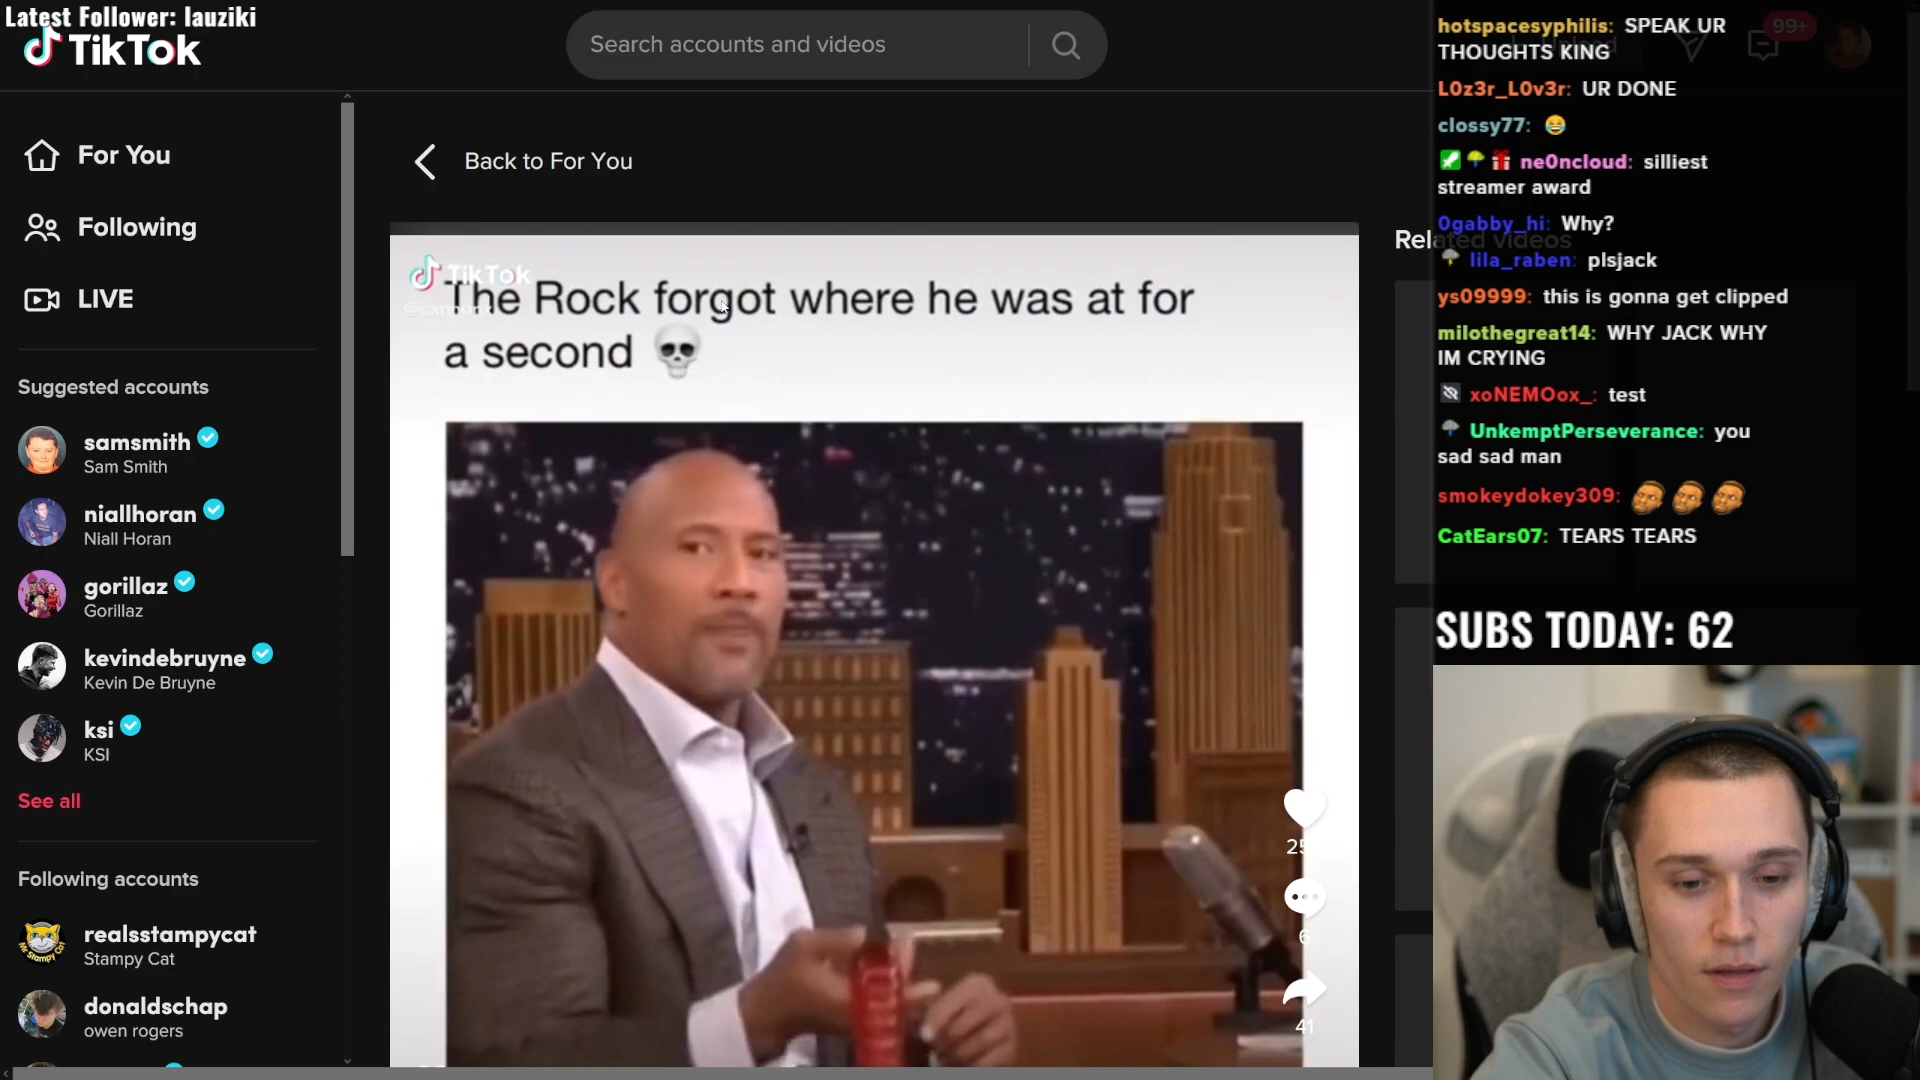 Latest Follower: lauziki
TikTok
Search accounts and videos
For You
Following
LIVE
Suggested accounts
samsmith
Sam Smith
niallhoran
Niall Horan
gorillaz
Gorillaz
kevindebruyne
Kevin De Bruyne
ksi
KSI
See all
Following accounts
realsstampycat
Stampy Cat
donaldschap
owen rogers
Back to For You
TikTok
The Rock forgot where he was at for
a second 💀
6
41
Related videos
99+
hotspacesyphilis: SPEAK UR
THOUGHTS KING
L0z3r_L0v3r: UR DONE
clossy77: 😂
ne0ncloud: silliest
streamer award
0gabby_hi: Why?
lila_raben: plsjack
ys09999: this is gonna get clipped
milothegreat14: WHY JACK WHY
IM CRYING
xoNEMOox_: test
UnkemptPerseverance: you
sad sad man
smokeydokey309:
CatEars07: TEARS TEARS
SUBS TODAY: 62